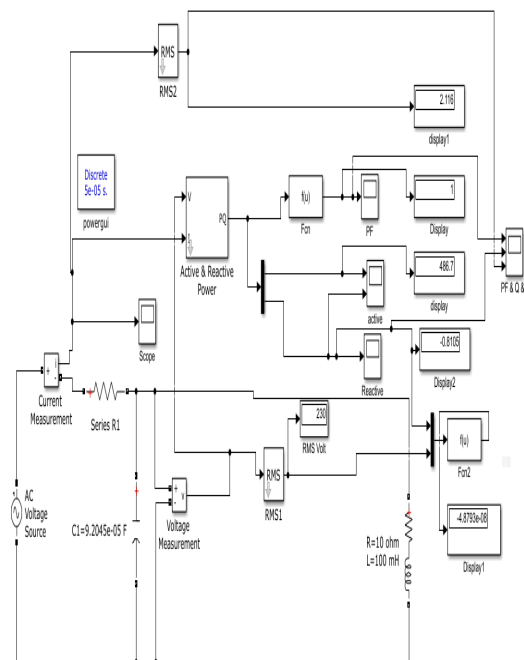 RMS
RMS2
2.116
display1
Discrete
5e-05 s.
powergui
V
I
PQ
Active & Reactive
Power
f(u)
Fcn
PF
1
Display
486.7
display
PF & Q &
active
Reactive
Scope
-0.8105
Display2
i
+
-
Current
Measurement
+
Series R1
230
RMS Volt
f(u)
Fcn2
RMS
RMS1
+
-
v
Voltage
Measurement
AC
Voltage
Source
+
C1=9.2045e-05 F
R=10 ohm
L=100 mH
-4.8793e-08
Display1